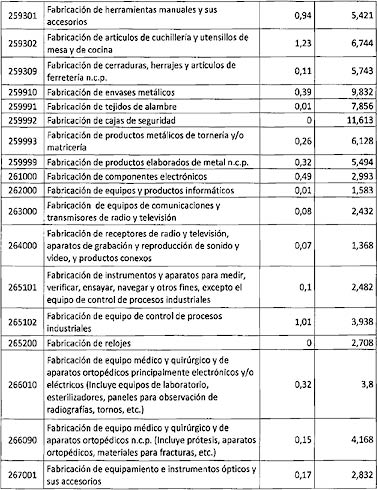 259301 Fabricación de herramientas manuales y sus 0,94 5,421
accesorios
259302 Fabricación de artículos de cuchillería y utensillos de 1,23 6,744
mesa y de cocina
259309 Fabricación de cerraduras, herrajes y artículos de 0,11 5,743
ferretería n.c.p.
259910 Fabricación de envases metálicos 0,39 9,832
259991 Fabricación de tejidos de alambre 0,01 7,856
259992 Fabricación de cajas de seguridad 0 11,613
259993 Fabricación de productos metálicos de tornería y/o 0,26 6,128
matricería
259999 Fabricación de productos elaborados de metal n.c.p. 0,32 5,494
261000 Fabricación de componentes electrónicos 0,49 2,993
262000 Fabricación de equipos y productos informáticos 0,01 1,583
263000 Fabricación de equipos de comunicaciones y 0,08 2,432
transmisores de radio y televisión
264000 Fabricación de receptores de radio y televisión, 0,07 1,368
aparatos de grabación y reproducción de sonido y
video, y productos conexos
265101 Fabricación de instrumentos y aparatos para medir, 0,1 2,482
verificar, ensayar, navegar y otros fines, excepto el
equipo de control de procesos industriales
265102 Fabricación de equipo de control de procesos 1,01 3,938
industriales
265200 Fabricación de relojes 0 2,708
266010 Fabricación de equipo médico y quirúrgico y de 0,32 3,8
aparatos ortopédicos principalmente electrónicos y/o
eléctricos (Incluye equipos de laboratorio,
esterilizadores, paneles para observación de
radiografías, tornos, etc.)
266090 Fabricación de equipo médico y quirúrgico y de 0,15 4,168
aparatos ortopédicos n.c.p. (Incluye prótesis, aparatos
ortopédicos, materiales para fracturas, etc.)
267001 Fabricación de equipamiento e instrumentos ópticos y 0,17 2,832
sus accesorios